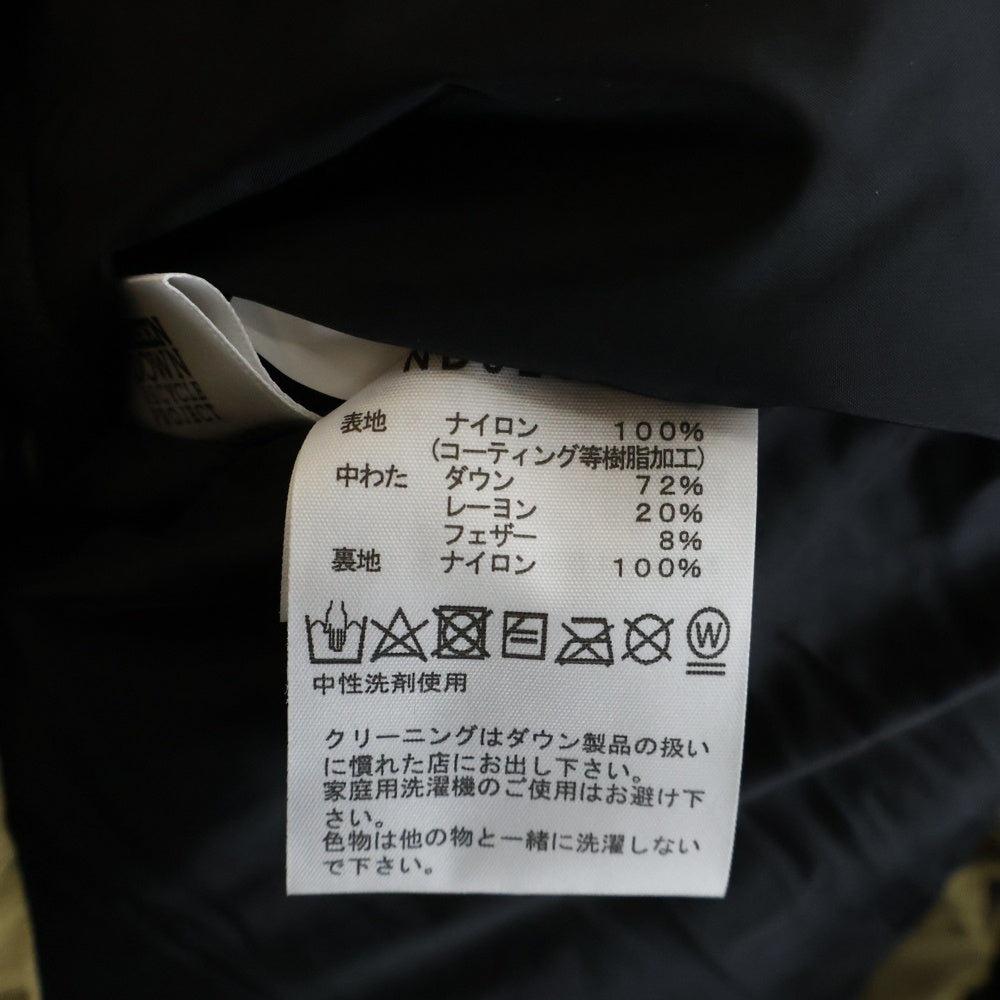 DOWN
PROJECT
表地 ナイロン 100%
(コーティング等樹脂加工)
中わた ダウン 72%
レーヨン 20%
フェザー 8%
裏地 ナイロン 100%
W
中性洗剤使用
クリーニングはダウン製品の扱い
に慣れた店にお出し下さい。
家庭用洗濯機のご使用はお避け下
さい。
色物は他の物と一緒に洗濯しない
で下さい。